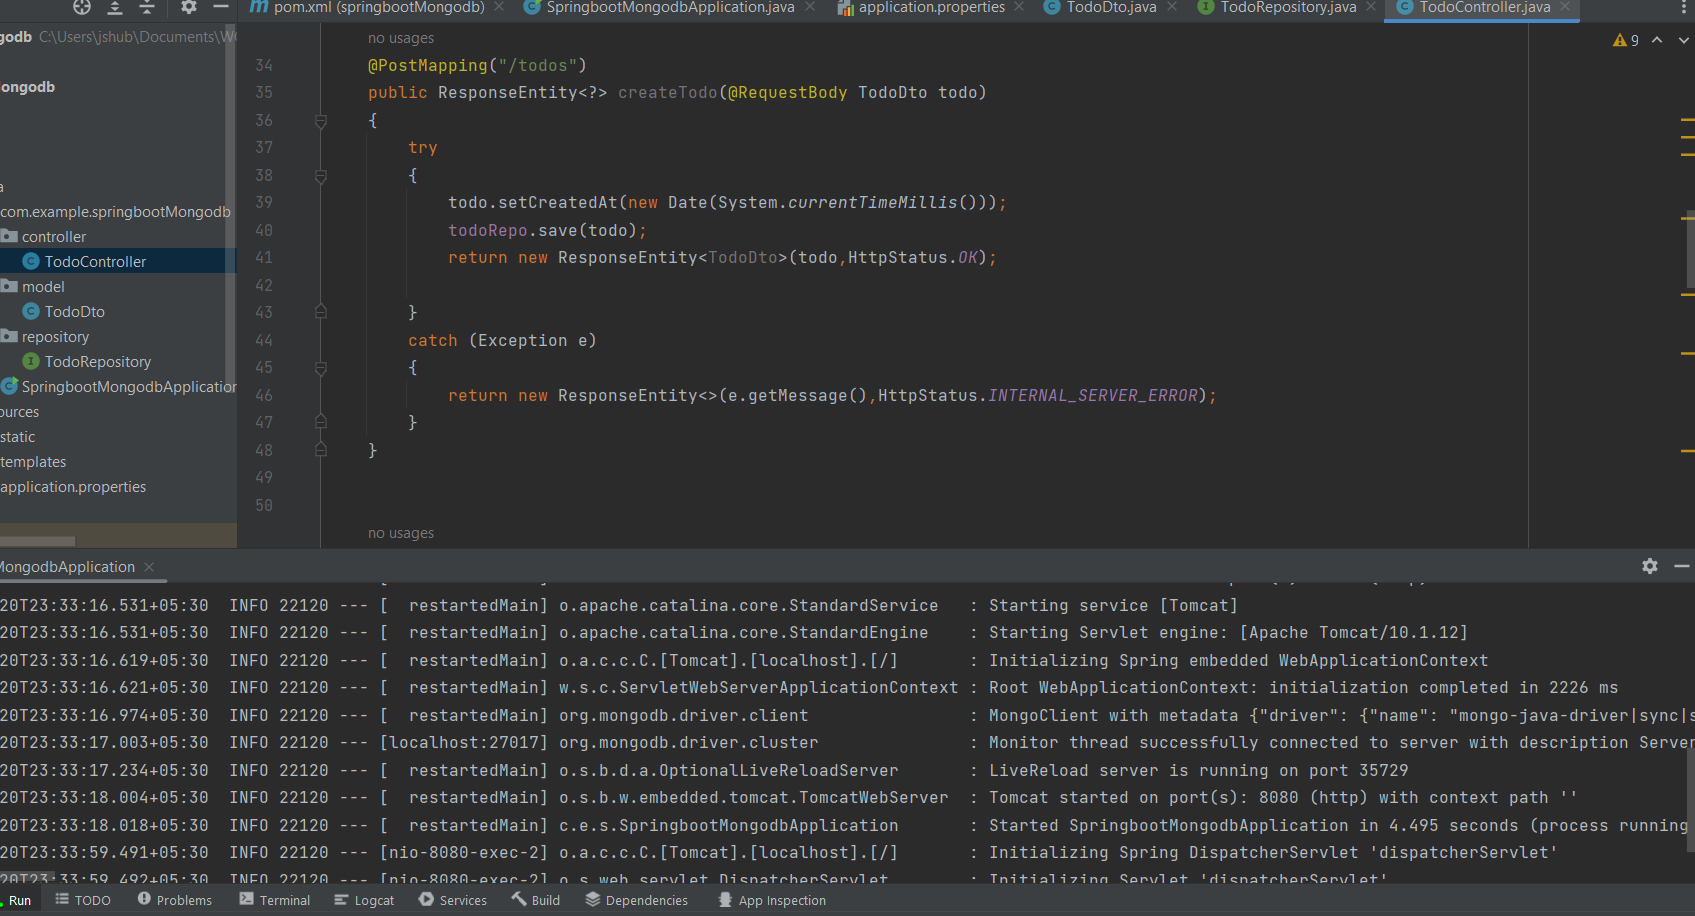 pom.xml (springbootMongodb) SpringbootMongodbApplication.java application.properties TodoDto.java TodoRepository.java TodoController.java
godb C:\Users\jshub\Documents\W
ongodb
a
com.example.springbootMongodb
controller
TodoController
model
TodoDto
repository
TodoRepository
SpringbootMongodbApplication
ources
static
templates
application.properties
9
no usages
34 @PostMapping("/todos")
35 public ResponseEntity<?> createTodo(@RequestBody TodoDto todo)
36 {
37 try
38 {
39 todo.setCreatedAt(new Date(System.currentTimeMillis()));
40 todoRepo.save(todo);
41 return new ResponseEntity<TodoDto>(todo,HttpStatus.OK);
42
43 }
44 catch (Exception e)
45 {
46 return new ResponseEntity<>(e.getMessage(),HttpStatus.INTERNAL_SERVER_ERROR);
47 }
48 }
49
50
no usages
MongodbApplication
20T23:33:16.531+05:30 INFO 22120 --- [ restartedMain] o.apache.catalina.core.StandardService : Starting service [Tomcat]
20T23:33:16.531+05:30 INFO 22120 --- [ restartedMain] o.apache.catalina.core.StandardEngine : Starting Servlet engine: [Apache Tomcat/10.1.12]
20T23:33:16.619+05:30 INFO 22120 --- [ restartedMain] o.a.c.c.C.[Tomcat].[localhost].[/] : Initializing Spring embedded WebApplicationContext
20T23:33:16.621+05:30 INFO 22120 --- [ restartedMain] w.s.c.ServletWebServerApplicationContext : Root WebApplicationContext: initialization completed in 2226 ms
20T23:33:16.974+05:30 INFO 22120 --- [ restartedMain] org.mongodb.driver.client : MongoClient with metadata {"driver": {"name": "mongo-java-driver|sync|s
20T23:33:17.003+05:30 INFO 22120 --- [localhost:27017] org.mongodb.driver.cluster : Monitor thread successfully connected to server with description Server
20T23:33:17.234+05:30 INFO 22120 --- [ restartedMain] o.s.b.d.a.OptionalLiveReloadServer : LiveReload server is running on port 35729
20T23:33:18.004+05:30 INFO 22120 --- [ restartedMain] o.s.b.w.embedded.tomcat.TomcatWebServer : Tomcat started on port(s): 8080 (http) with context path ''
20T23:33:18.018+05:30 INFO 22120 --- [ restartedMain] c.e.s.SpringbootMongodbApplication : Started SpringbootMongodbApplication in 4.495 seconds (process running
20T23:33:59.491+05:30 INFO 22120 --- [nio-8080-exec-2] o.a.c.c.C.[Tomcat].[localhost].[/] : Initializing Spring DispatcherServlet 'dispatcherServlet'
20T23:33:59.492+05:30 INFO 22120 --- [nio-8080-exec-2] o.s.web.servlet.DispatcherServlet : Initializing Servlet 'dispatcherServlet'
Run TODO Problems Terminal Logcat Services Build Dependencies App Inspection